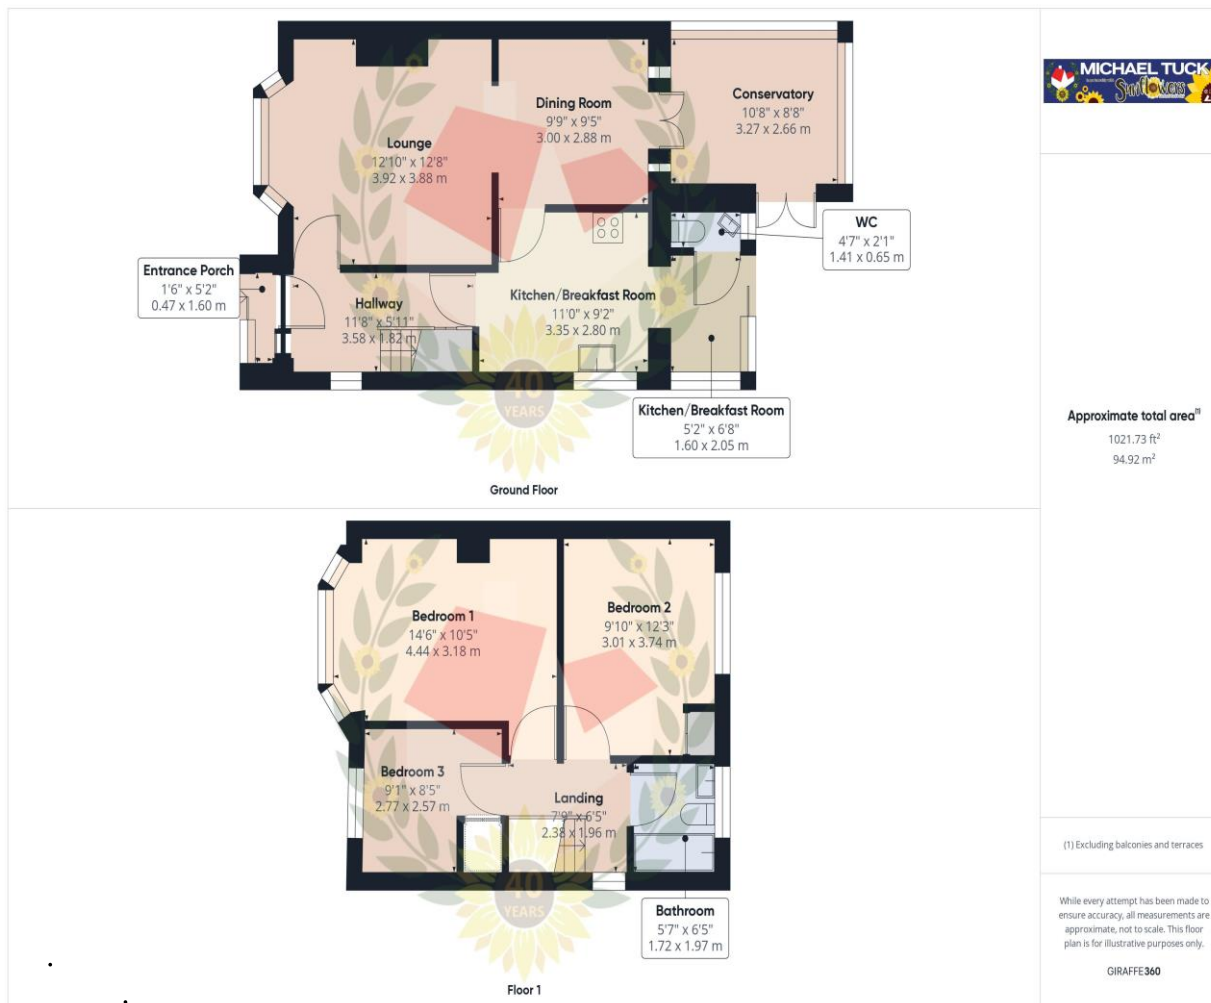 MICHAEL TUCK
Sunflowers
Dining Room
9'9" x 9'5"
3.00 x 2.88 m
Conservatory
10'8" x 8'8"
3.27 x 2.66 m
Lounge
12'10" x 12'8"
3.92 x 3.88 m
WC
4'7" x 2'1"
1.41 x 0.65 m
Entrance Porch
1'6" x 5'2"
0.47 x 1.60 m
Hallway
11'8" x 5'11"
3.58 x 1.82 m
Kitchen/Breakfast Room
11'0" x 9'2"
3.35 x 2.80 m
40
YEARS
Kitchen/Breakfast Room
5'2" x 6'8"
1.60 x 2.05 m
Ground Floor
Approximate total area(1)
1021.73 ft²
94.92 m²
Bedroom 1
14'6" x 10'5"
4.44 x 3.18 m
Bedroom 2
9'10" x 12'3"
3.01 x 3.74 m
Bedroom 3
9'1" x 8'5"
2.77 x 2.57 m
Landing
7'9" x 6'5"
2.38 x 1.96 m
40
YEARS
Bathroom
5'7" x 6'5"
1.72 x 1.97 m
Floor 1
(1) Excluding balconies and terraces
While every attempt has been made to
ensure accuracy, all measurements are
approximate, not to scale. This floor
plan is for illustrative purposes only.
GIRAFFE360